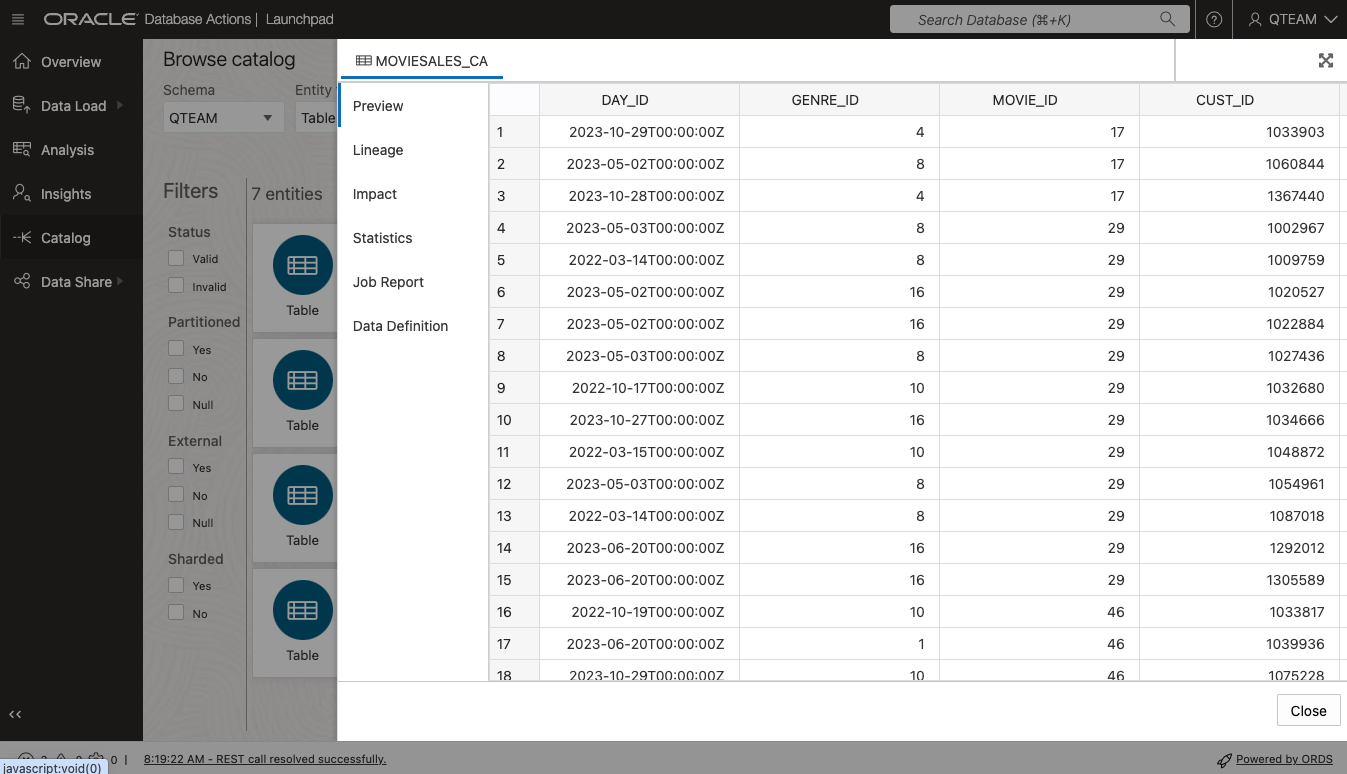 ORACLE Database Actions | Launchpad
Search Database (⌘+K)
QTEAM
Overview
Data Load
Analysis
Insights
Catalog
Data Share
Browse catalog
Schema
Entity
QTEAM
Table
Filters
7 entities
Status
Valid
Invalid
Partitioned
Yes
No
Null
External
Yes
No
Null
Sharded
Yes
No
Table
Table
Table
Table
MOVIESALES_CA
Preview
Lineage
Impact
Statistics
Job Report
Data Definition
DAY_ID GENRE_ID MOVIE_ID CUST_ID
1 2023-10-29T00:00:00Z 4 17 1033903
2 2023-05-02T00:00:00Z 8 17 1060844
3 2023-10-28T00:00:00Z 4 17 1367440
4 2023-05-03T00:00:00Z 8 29 1002967
5 2022-03-14T00:00:00Z 8 29 1009759
6 2023-05-02T00:00:00Z 16 29 1020527
7 2023-05-02T00:00:00Z 16 29 1022884
8 2023-05-03T00:00:00Z 8 29 1027436
9 2022-10-17T00:00:00Z 10 29 1032680
10 2023-10-27T00:00:00Z 16 29 1034666
11 2022-03-15T00:00:00Z 10 29 1048872
12 2023-05-03T00:00:00Z 8 29 1054961
13 2022-03-14T00:00:00Z 8 29 1087018
14 2023-06-20T00:00:00Z 16 29 1292012
15 2023-06-20T00:00:00Z 16 29 1305589
16 2022-10-19T00:00:00Z 10 46 1033817
17 2023-06-20T00:00:00Z 1 46 1039936
18 2023-10-29T00:00:00Z 10 46 1075228
Close
0 | 8:19:22 AM - REST call resolved successfully.
Powered by ORDS
javascript:void(0)